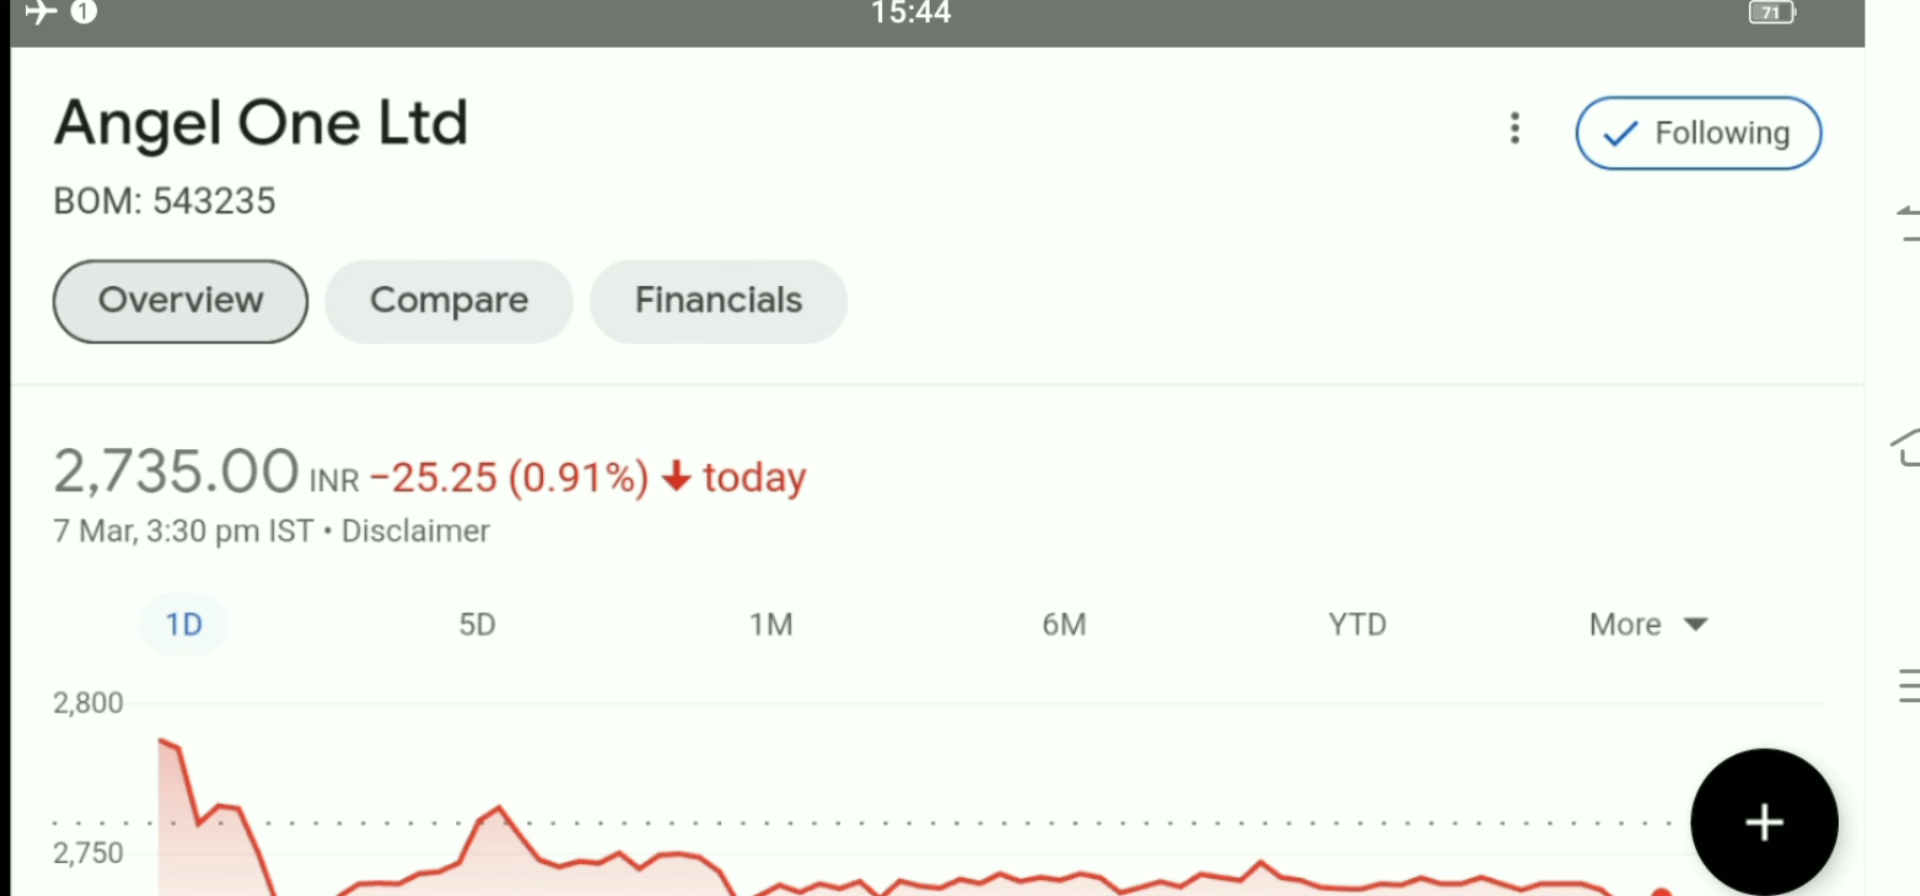 1 15:44 71
Angel One Ltd
Following
BOM: 543235
Overview Compare Financials
2,735.00 INR −25.25 (0.91%) ↓ today
7 Mar, 3:30 pm IST • Disclaimer
1D 5D 1M 6M YTD More
2,800
2,750